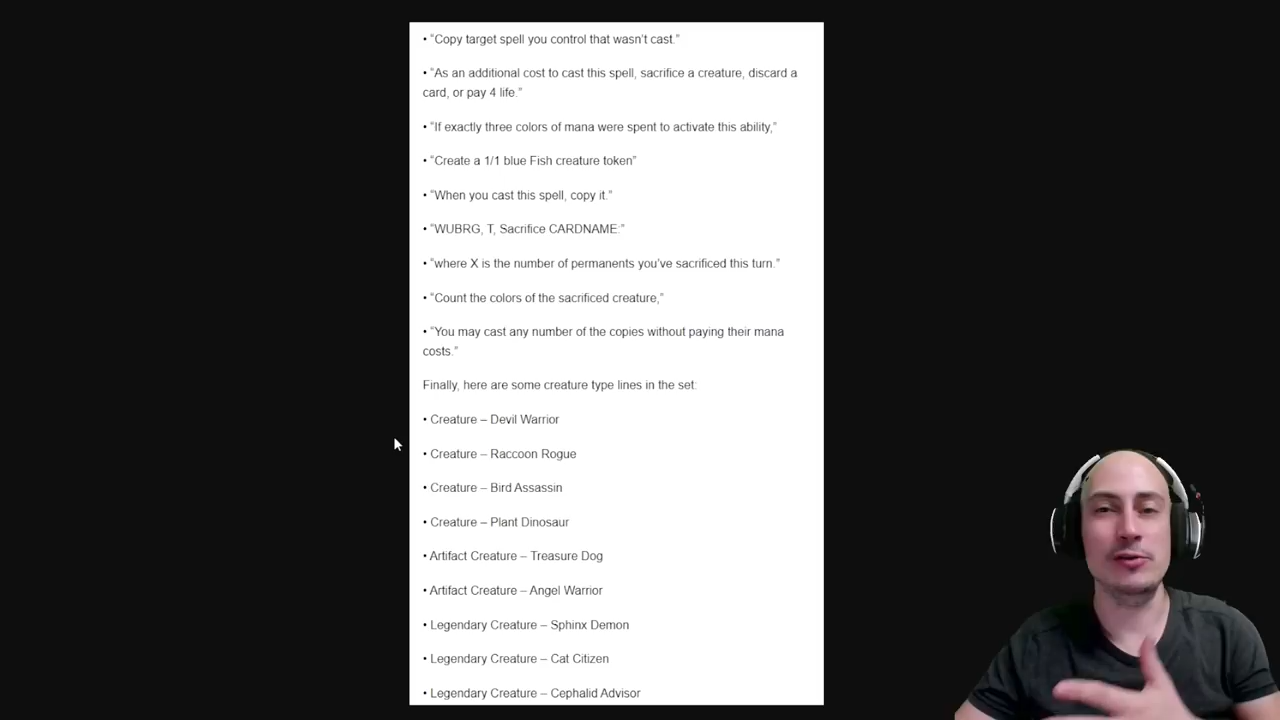 • “Copy target spell you control that wasn’t cast.”
• “As an additional cost to cast this spell, sacrifice a creature, discard a
card, or pay 4 life.”
• “If exactly three colors of mana were spent to activate this ability,”
• “Create a 1/1 blue Fish creature token”
• “When you cast this spell, copy it.”
• “WUBRG, T, Sacrifice CARDNAME:”
• “where X is the number of permanents you’ve sacrificed this turn.”
• “Count the colors of the sacrificed creature,”
• “You may cast any number of the copies without paying their mana
costs.”
Finally, here are some creature type lines in the set:
• Creature – Devil Warrior
• Creature – Raccoon Rogue
• Creature – Bird Assassin
• Creature – Plant Dinosaur
• Artifact Creature – Treasure Dog
• Artifact Creature – Angel Warrior
• Legendary Creature – Sphinx Demon
• Legendary Creature – Cat Citizen
• Legendary Creature – Cephalid Advisor